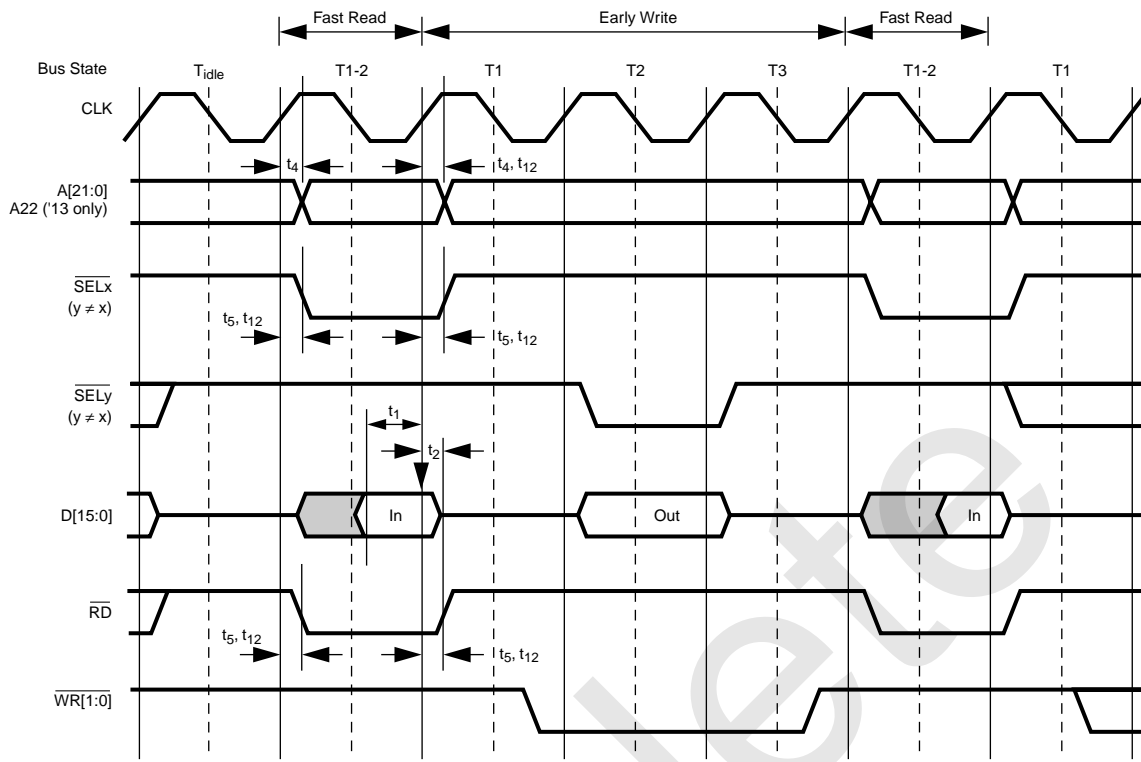 Fast Read Early Write Fast Read
Bus State Tidle T1-2 T1 T2 T3 T1-2 T1
CLK
t4 t4, t12
A[21:0]
A22 ('13 only)
SELx
(y ≠ x)
t5, t12 t5, t12
SELy
(y ≠ x)
t1
t2
D[15:0] In Out In
RD
t5, t12 t5, t12
WR[1:0]
lete